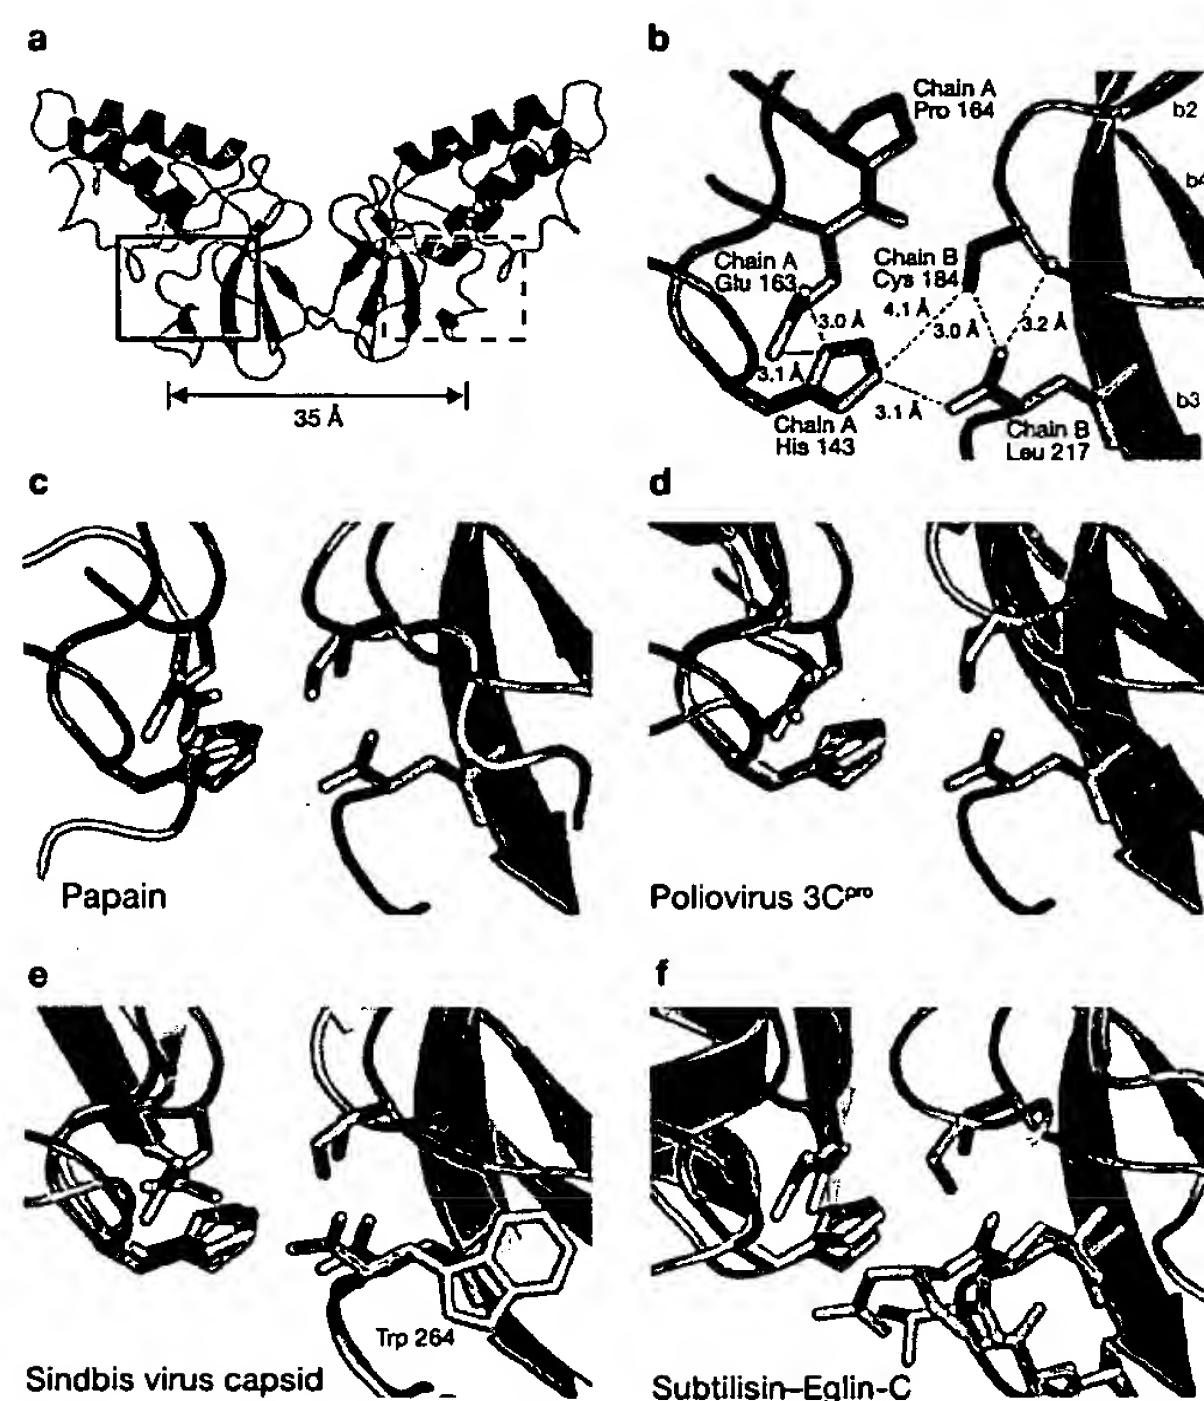 a
35 Å
b
Chain A
Pro 164
b2
b4
Chain A
Glu 163
Chain B
Cys 184
4.1 Å
3.0 Å
3.0 Å
3.2 Å
3.1 Å
3.1 Å
Chain A
His 143
Chain B
Leu 217
b3
c
Papain
d
Poliovirus 3Cᵖʳᵒ
e
Trp 264
Sindbis virus capsid
f
Subtilisin–Eglin-C